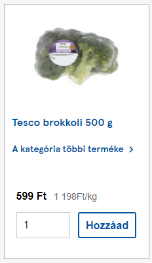 Tesco brokkoli 500 g
A kategória többi terméke >
599 Ft 1 198Ft/kg
1 Hozzáad